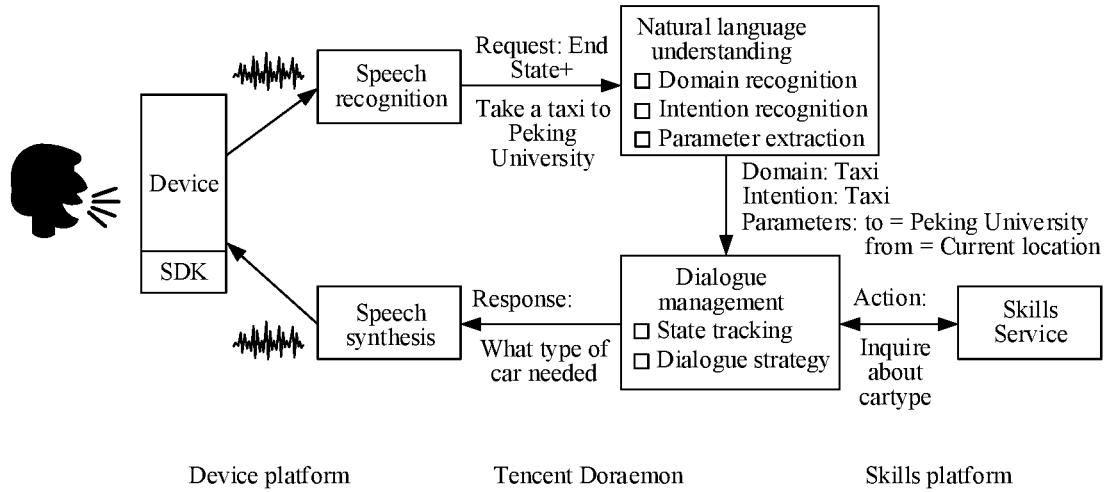 Device
SDK
Speech
recognition
Request: End
State+
Take a taxi to
Peking
University
Natural language
understanding
Domain recognition
Intention recognition
Parameter extraction
Domain: Taxi
Intention: Taxi
Parameters: to = Peking University
from = Current location
Dialogue
management
State tracking
Dialogue strategy
Action:
Inquire
about
cartype
Skills
Service
Response:
What type of
car needed
Speech
synthesis
Device platform
Tencent Doraemon
Skills platform